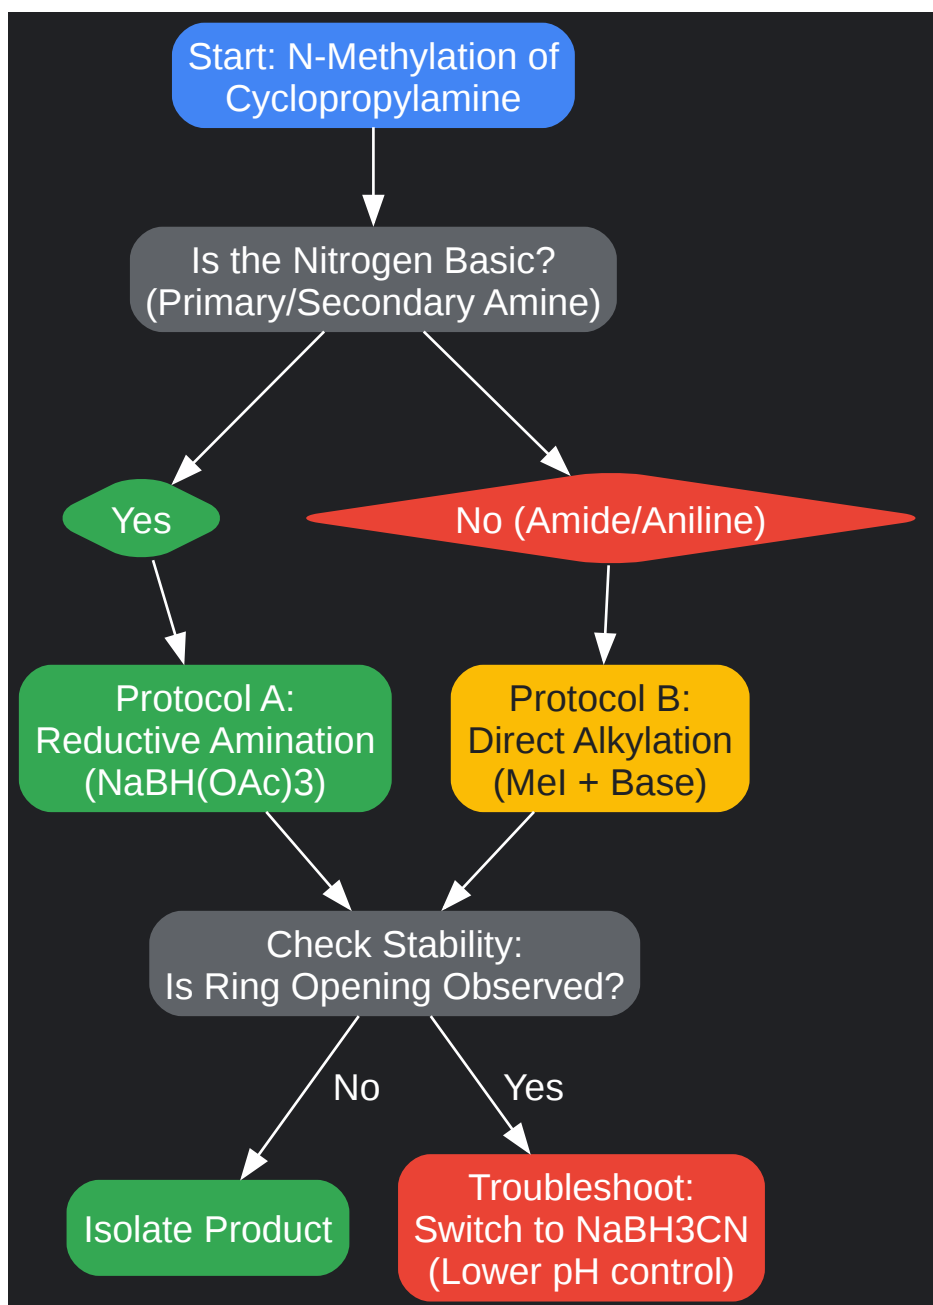 Start: N-Methylation of
Cyclopropylamine
Is the Nitrogen Basic?
(Primary/Secondary Amine)
Yes
No (Amide/Aniline)
Protocol A:
Reductive Amination
(NaBH(OAc)3)
Protocol B:
Direct Alkylation
(MeI + Base)
Check Stability:
Is Ring Opening Observed?
No
Yes
Isolate Product
Troubleshoot:
Switch to NaBH3CN
(Lower pH control)